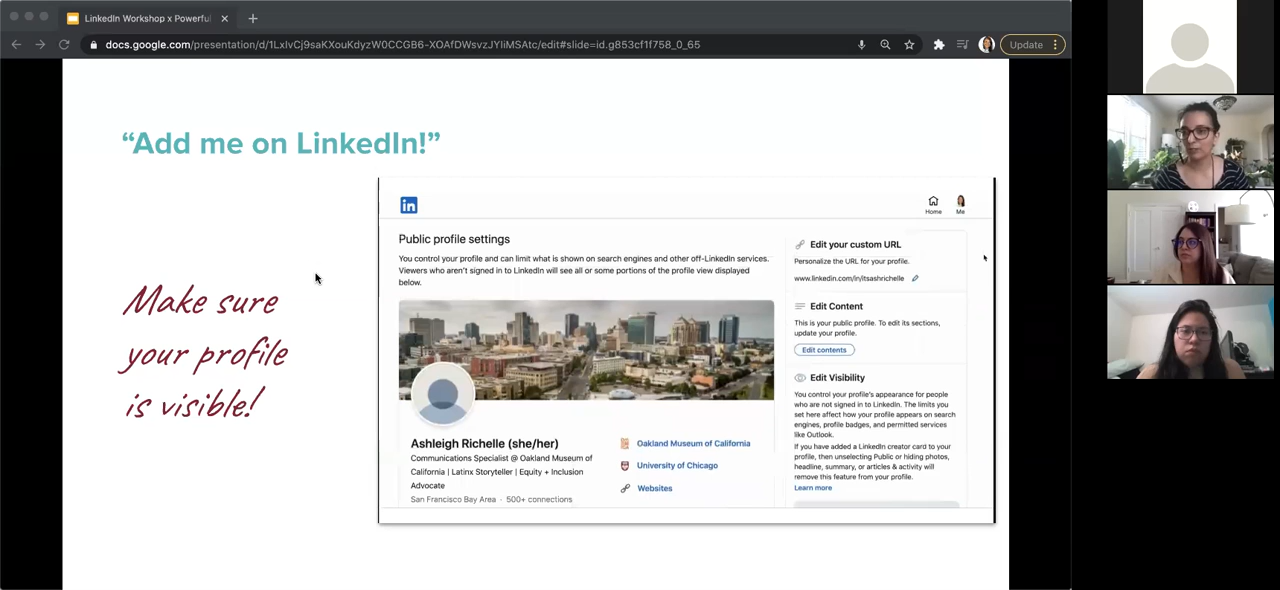 LinkedIn Workshop x Powerful
docs.google.com/presentation/d/1LxlvCj9saKXouKdyzW0CCGB6-XOAfDWsvzJYIiMSAtc/edit#slide=id.g853cf1f758_0_65
Update
“Add me on LinkedIn!”
Make sure
your profile
is visible!
in
Home
Me
Public profile settings
You control your profile and can limit what is shown on search engines and other off-LinkedIn services.
Viewers who aren’t signed in to LinkedIn will see all or some portions of the profile view displayed
below.
Ashleigh Richelle (she/her)
Communications Specialist @ Oakland Museum of
California | Latinx Storyteller | Equity + Inclusion
Advocate
San Francisco Bay Area · 500+ connections
Oakland Museum of California
University of Chicago
Websites
Edit your custom URL
Personalize the URL for your profile.
www.linkedin.com/in/itsashrichelle
Edit Content
This is your public profile. To edit its sections,
update your profile.
Edit contents
Edit Visibility
You control your profile’s appearance for people
who are not signed in to LinkedIn. The limits you
set here affect how your profile appears on search
engines, profile badges, and permitted services
like Outlook.
If you have added a LinkedIn creator card to your
profile, then unselecting Public or hiding photos,
headline, summary, or articles & activity will
remove this feature from your profile.
Learn more